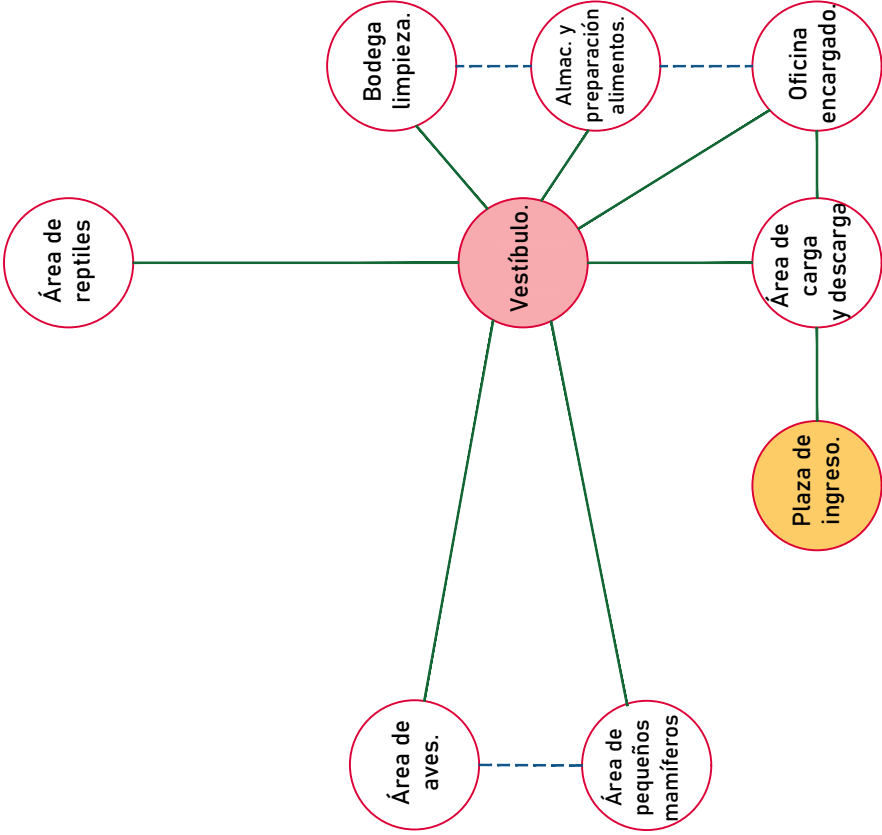 Área de
reptiles
Bodega
limpieza.
Almac. y
preparación
alimentos.
Oficina
encargado.
Vestíbulo.
Área de
carga
y descarga
Plaza de
ingreso.
Área de
aves.
Área de
pequeños
mamíferos